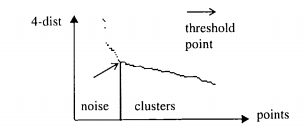 4-dist
threshold
point
noise
clusters
points